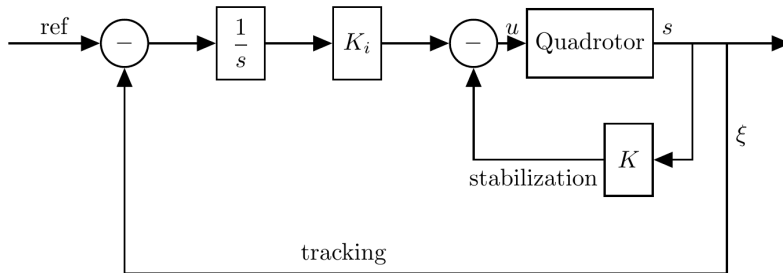 ref
−
1
s
K_i
−
u
Quadrotor
s
K
stabilization
ξ
tracking